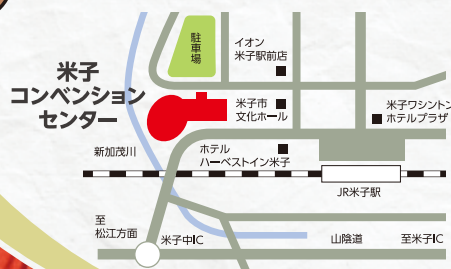 駐車場
イオン
米子駅前店
米子
コンベンション
センター
米子市
文化ホール
米子ワシントン
ホテルプラザ
新加茂川
ホテル
ハーベストイン米子
JR米子駅
至
松江方面
米子中IC
山陰道
至米子IC